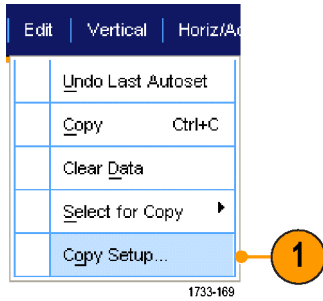 Edit Vertical Horiz/Ac
Undo Last Autoset
Copy Ctrl+C
Clear Data
Select for Copy
Copy Setup...
1
1733-169